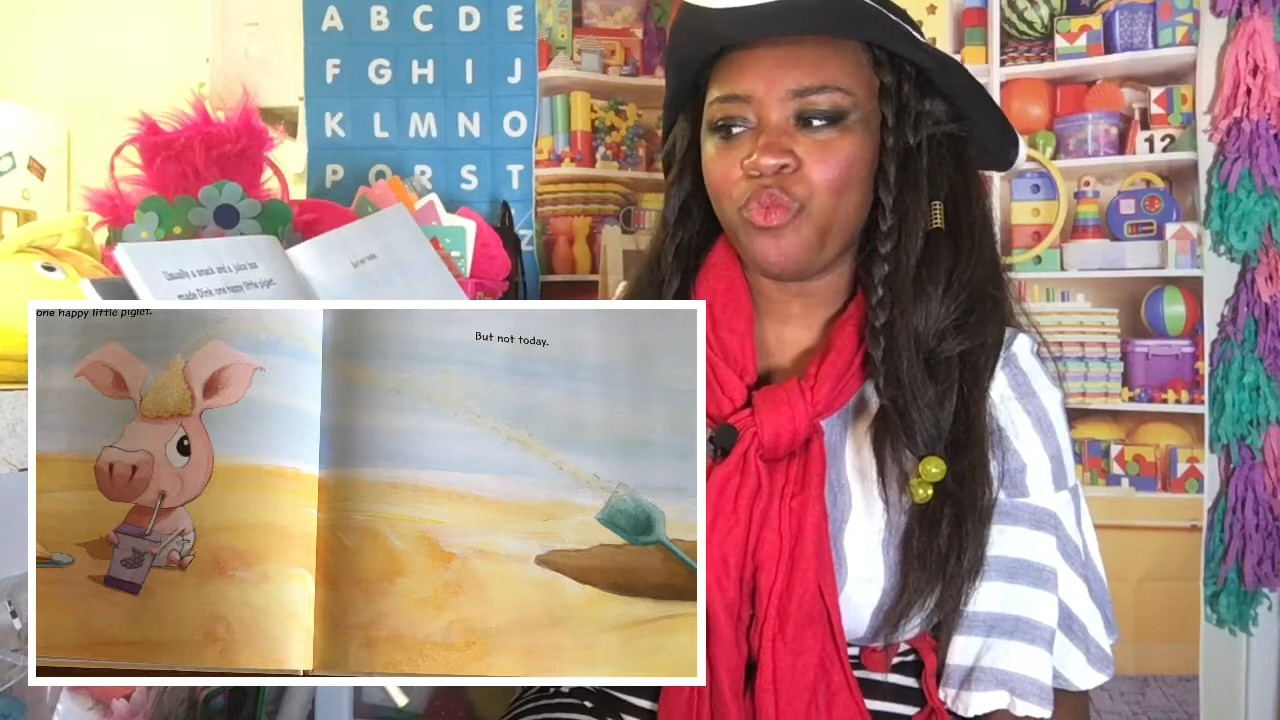 A B C D E
F G H I J
K L M N O
P Q R S T
Z
12
Usually a snack and a juice box
made Dink one happy little piglet.
But not today.
one happy little piglet.
But not today.